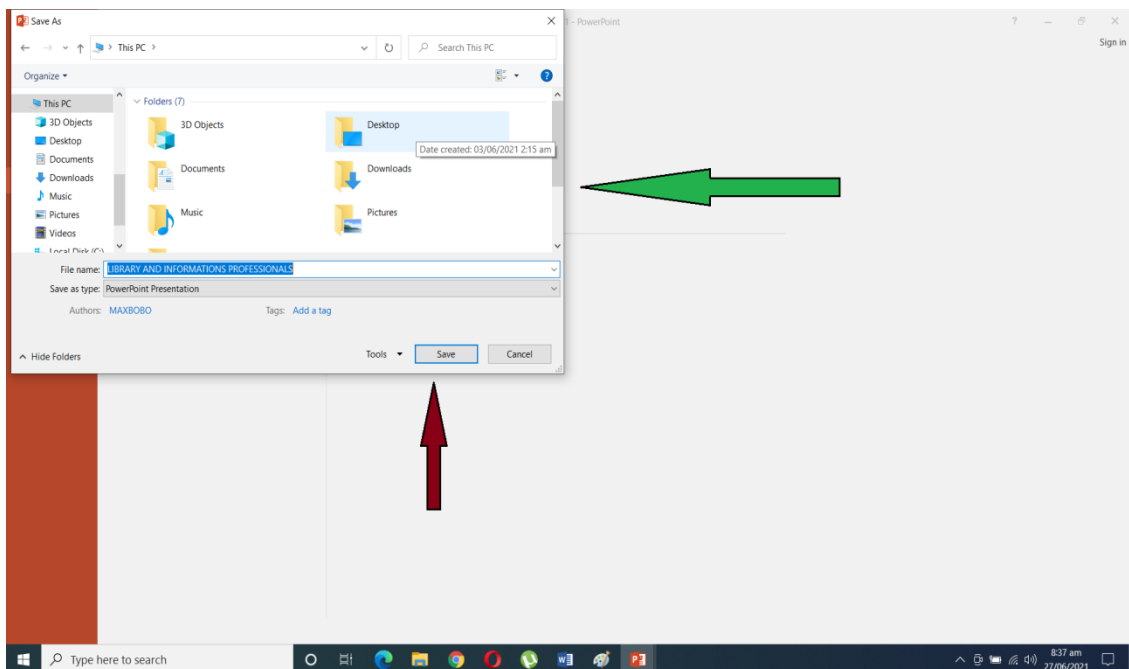 Save As
1 - PowerPoint
Sign in
This PC
Search This PC
Organize
This PC
3D Objects
Desktop
Documents
Downloads
Music
Pictures
Videos
Local Disk (C:)
Folders (7)
3D Objects
Desktop
Date created: 03/06/2021 2:15 am
Documents
Downloads
Music
Pictures
File name: LIBRARY AND INFORMATIONS PROFESSIONALS
Save as type: PowerPoint Presentation
Authors: MAXBOBO Tags: Add a tag
Hide Folders
Tools Save Cancel
Type here to search
8:37 am
27/06/2021